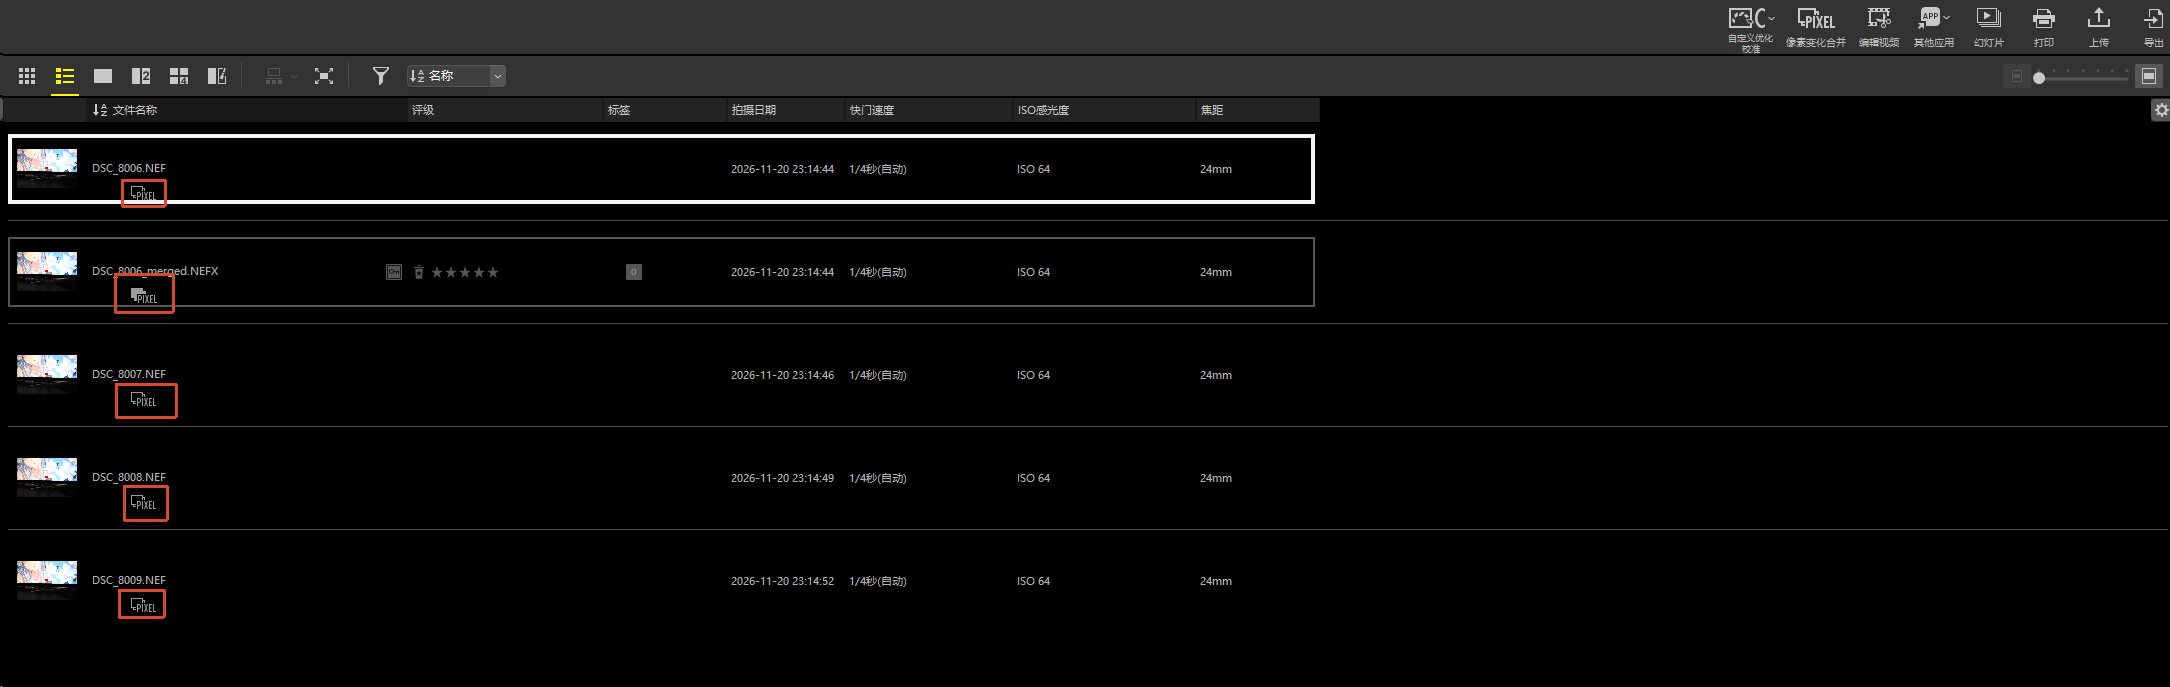 C
PIXEL
APP
自定义优化校准
像素变化合并
编辑视频
其他应用
幻灯片
打印
上传
导出
2
4
名称
文件名称
评级
标签
拍摄日期
快门速度
ISO感光度
焦距
DSC_8006.NEF
2026-11-20 23:14:44
1/4秒(自动)
ISO 64
24mm
PIXEL
DSC_8006_merged.NEFX
0
2026-11-20 23:14:44
1/4秒(自动)
ISO 64
24mm
PIXEL
DSC_8007.NEF
2026-11-20 23:14:46
1/4秒(自动)
ISO 64
24mm
PIXEL
DSC_8008.NEF
2026-11-20 23:14:49
1/4秒(自动)
ISO 64
24mm
PIXEL
DSC_8009.NEF
2026-11-20 23:14:52
1/4秒(自动)
ISO 64
24mm
PIXEL